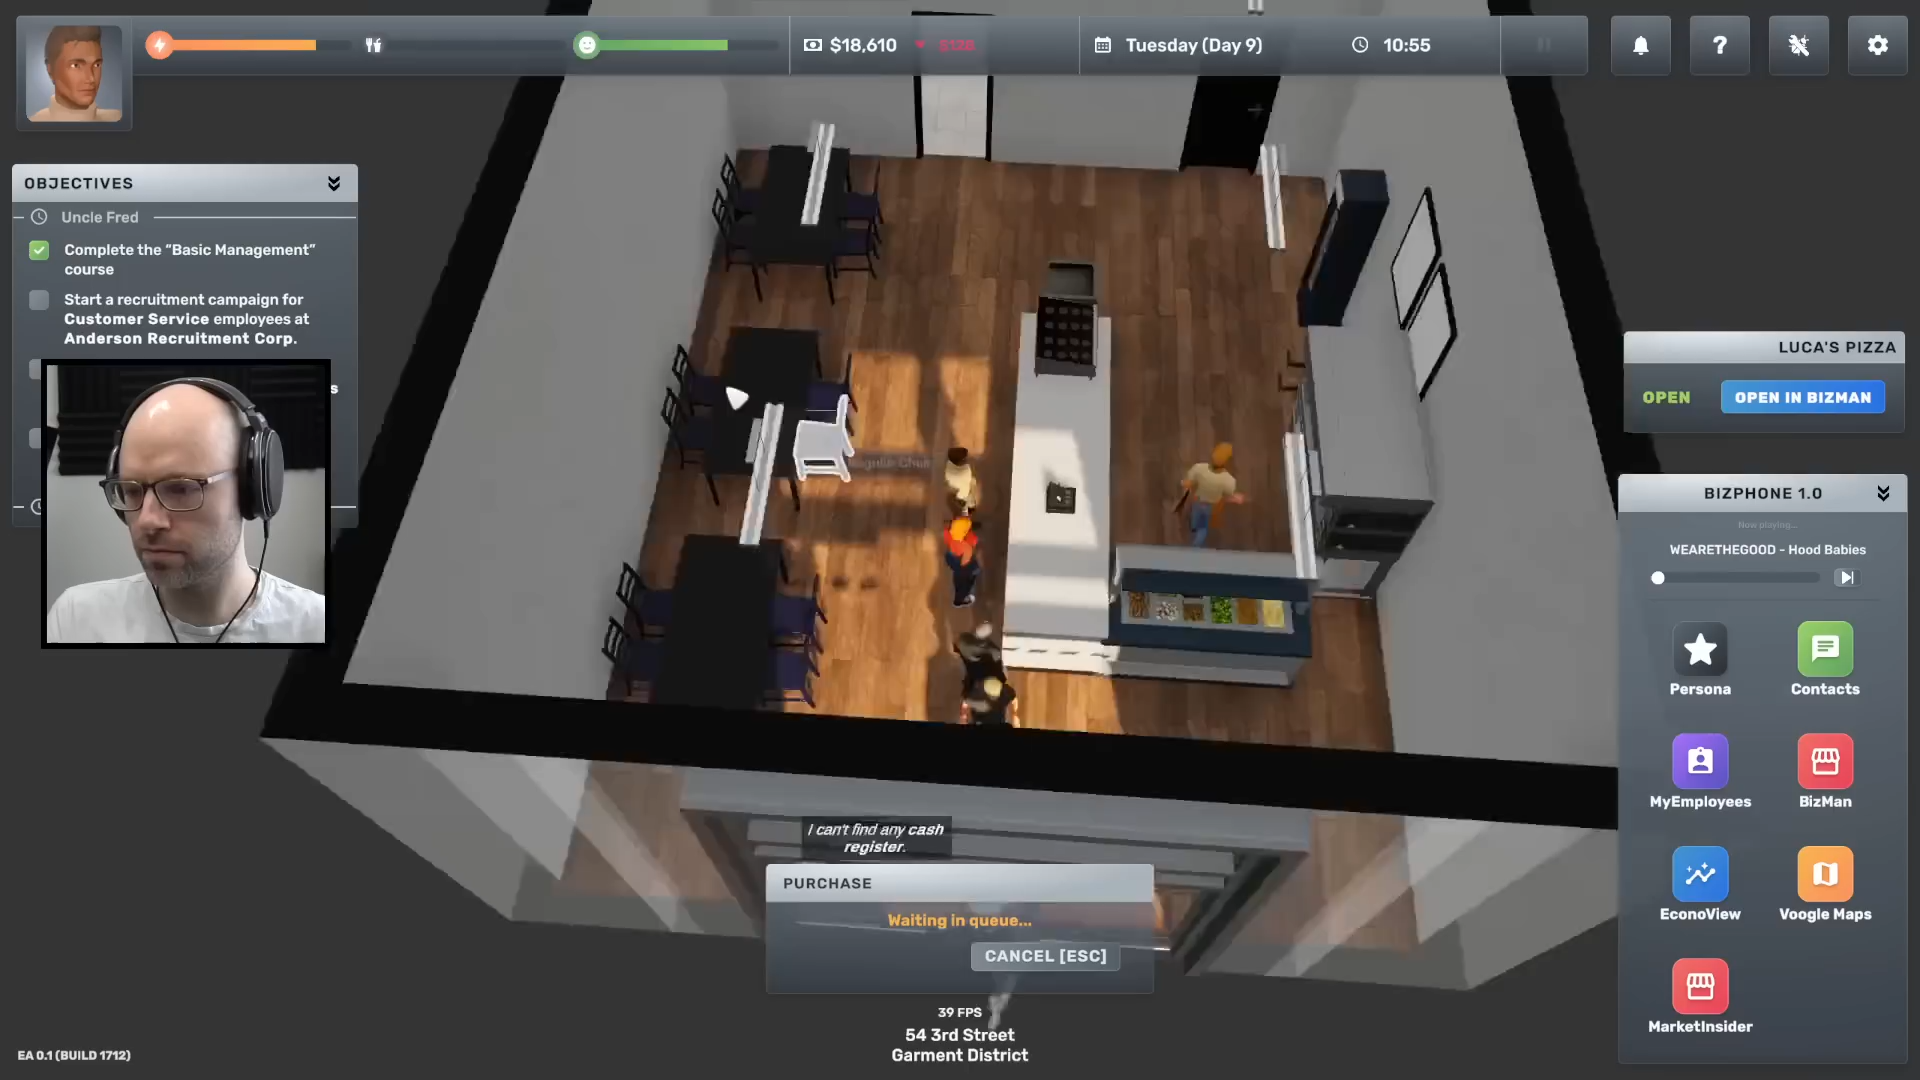 $18,610
$128
Tuesday (Day 9)
10:55
?
OBJECTIVES
Uncle Fred
Complete the "Basic Management"
course
Start a recruitment campaign for
Customer Service employees at
Anderson Recruitment Corp.
s
LUCA'S PIZZA
OPEN
OPEN IN BIZMAN
BIZPHONE 1.0
Now playing...
WEARETHEGOOD - Hood Babies
Persona
Contacts
MyEmployees
BizMan
EconoView
Voogle Maps
MarketInsider
I can't find any cash
register.
PURCHASE
Waiting in queue...
CANCEL [ESC]
39 FPS
54 3rd Street
Garment District
EA 0.1 (BUILD 1712)